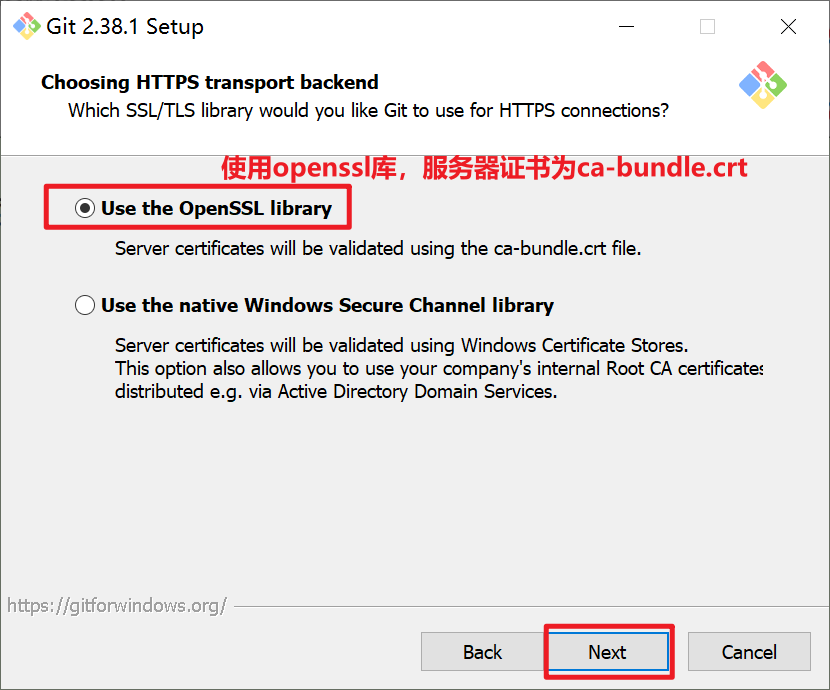 Git 2.38.1 Setup
Choosing HTTPS transport backend
Which SSL/TLS library would you like Git to use for HTTPS connections?
使用openssl库，服务器证书为ca-bundle.crt
Use the OpenSSL library
Server certificates will be validated using the ca-bundle.crt file.
Use the native Windows Secure Channel library
Server certificates will be validated using Windows Certificate Stores.
This option also allows you to use your company's internal Root CA certificates
distributed e.g. via Active Directory Domain Services.
https://gitforwindows.org/
Back Next Cancel